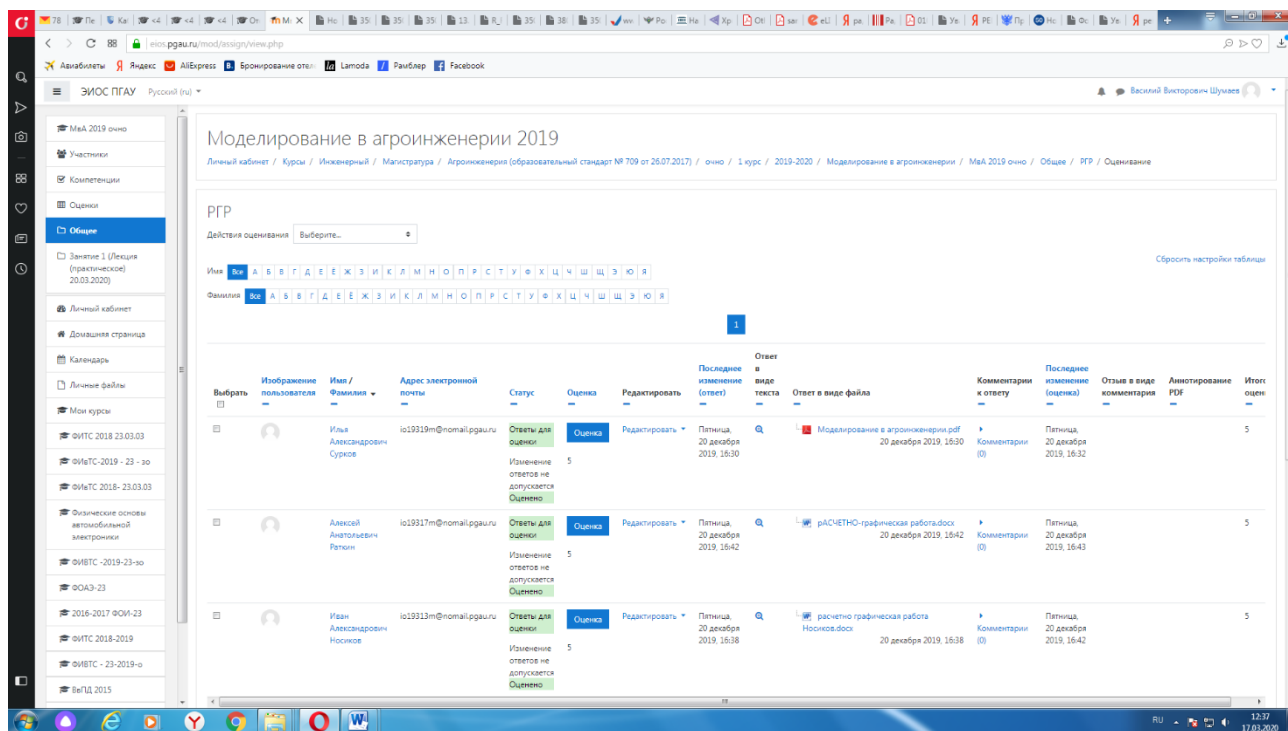 eios.pgau.ru/mod/assign/view.php
Авиабилеты Яндекс AliExpress Бронирование отел Lamoda Рамблер Facebook
ЭИОС ПГАУ Русский (ru)
Василий Викторович Шумаев
МвА 2019 очно
Участники
Компетенции
Оценки
Общее
Занятие 1 (Лекция
(практическое)
20.03.2020)
Личный кабинет
Домашняя страница
Календарь
Личные файлы
Мои курсы
ФИТС 2018 23.03.03
ФИвТС-2019 - 23 - зо
ФИвТС 2018- 23.03.03
Физические основы
автомобильной
электроники
ФИВТС -2019-23-зо
ФОАЭ-23
2016-2017 ФОИ-23
ФИТС 2018-2019
ФИВТС - 23-2019-о
ВвПД 2015
Моделирование в агроинженерии 2019
Личный кабинет / Курсы / Инженерный / Магистратура / Агроинженерия (образовательный стандарт № 709 от 26.07.2017) / очно / 1 курс / 2019-2020 / Моделирование в агроинженерии / МвА 2019 очно / Общее / РГР / Оценивание
РГР
Действия оценивания Выберите...
Сбросить настройки таблицы
Имя Все А Б В Г Д Е Ё Ж З И К Л М Н О П Р С Т У Ф Х Ц Ч Ш Щ Э Ю Я
Фамилия Все А Б В Г Д Е Ё Ж З И К Л М Н О П Р С Т У Ф Х Ц Ч Ш Щ Э Ю Я
1
Выбрать
Изображение
пользователя
Имя /
Фамилия
Адрес электронной
почты
Статус
Оценка
Редактировать
Последнее
изменение
(ответ)
Ответ
в
виде
текста
Ответ в виде файла
Комментарии
к ответу
Последнее
изменение
(оценка)
Отзыв в виде
комментария
Аннотирование
PDF
Итого
оцен
Илья
Александрович
Сурков
io19319m@nomail.pgau.ru
Ответы для
оценки
Изменение
ответов не
допускается
Оценено
Оценка
5
Редактировать
Пятница,
20 декабря
2019, 16:30
Моделирование в агроинженерии.pdf
20 декабря 2019, 16:30
Комментарии
(0)
Пятница,
20 декабря
2019, 16:32
5
Алексей
Анатольевич
Раткин
io19317m@nomail.pgau.ru
Ответы для
оценки
Изменение
ответов не
допускается
Оценено
Оценка
5
Редактировать
Пятница,
20 декабря
2019, 16:42
рАСЧЕТНО-графическая работа.docx
20 декабря 2019, 16:42
Комментарии
(0)
Пятница,
20 декабря
2019, 16:43
5
Иван
Александрович
Носиков
io19313m@nomail.pgau.ru
Ответы для
оценки
Изменение
ответов не
допускается
Оценено
Оценка
5
Редактировать
Пятница,
20 декабря
2019, 16:38
расчетно графическая работа
Носиков.docx
20 декабря 2019, 16:38
Комментарии
(0)
Пятница,
20 декабря
2019, 16:42
5
RU
12:37
17.03.2020